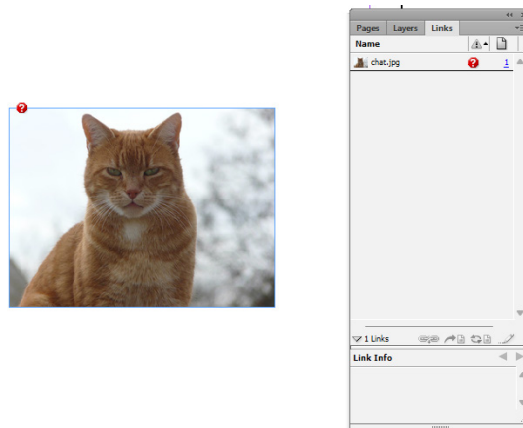 Pages Layers Links
Name
chat.jpg ? 1
?
1 Links
Link Info